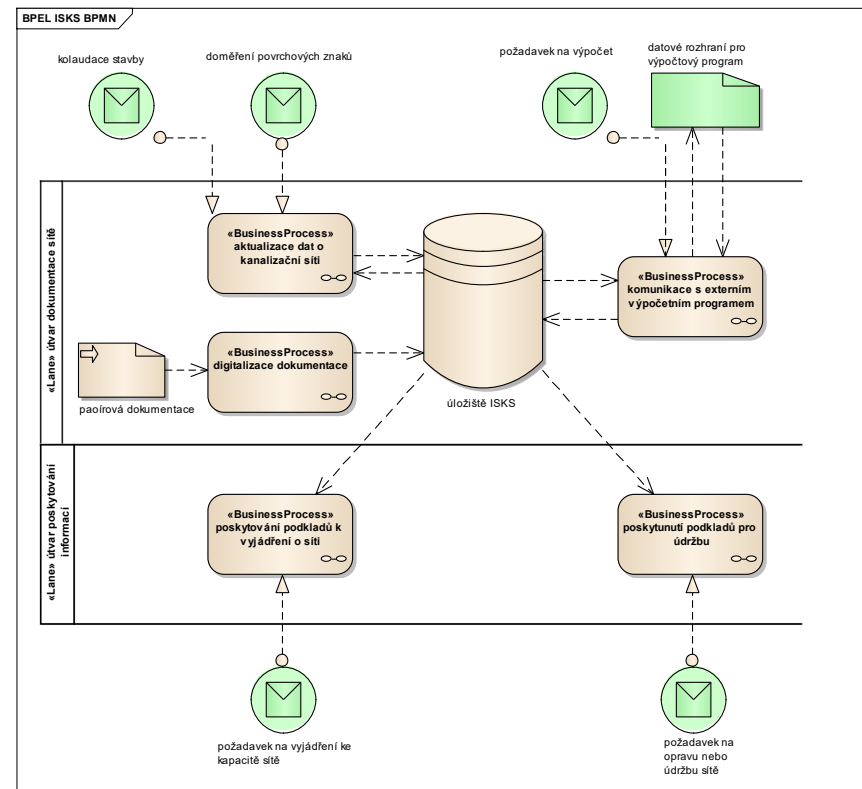 BPEL ISKS BPMN
kolaudace stavby
doměření povrchových znaků
požadavek na výpočet
datové rozhraní pro
výpočtový program
«Lane» útvar dokumentace sítě
«BusinessProcess»
aktualizace dat o
kanalizační síti
«BusinessProcess»
komunikace s externím
výpočetním programem
«BusinessProcess»
digitalizace dokumentace
paoírová dokumentace
úložiště ISKS
«Lane» útvar poskytování
informací
«BusinessProcess»
poskytování podkladů k
vyjádření o síti
«BusinessProcess»
poskytunutí podkladů pro
údržbu
požadavek na vyjádření ke
kapacitě sítě
požadavek na
opravu nebo
údržbu sítě